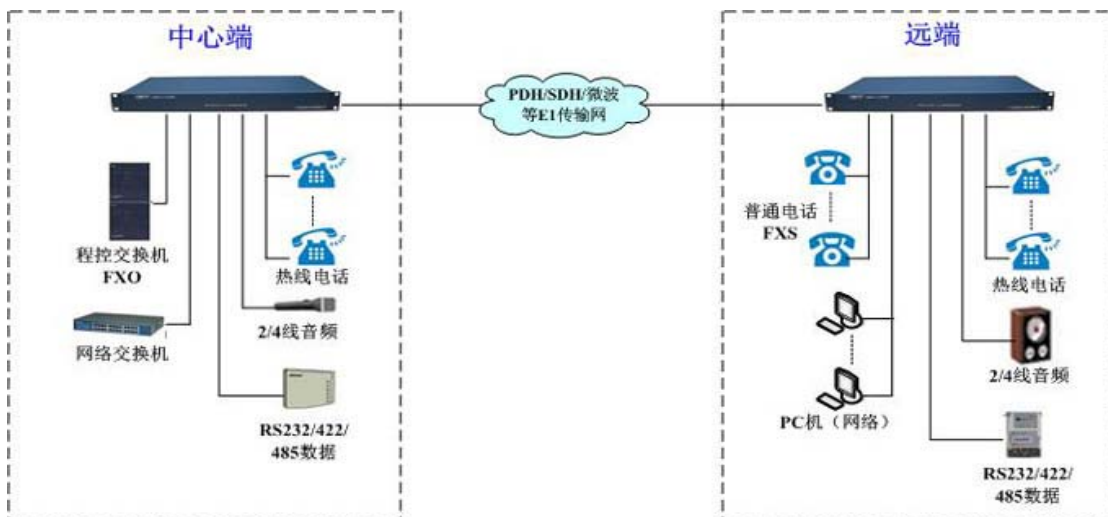 中心端
远端
PDH/SDH/微波
等E1传输网
程控交换机
FXO
热线电话
网络交换机
2/4线音频
RS232/422/
485数据
普通电话
FXS
热线电话
2/4线音频
PC机（网络）
RS232/422/
485数据